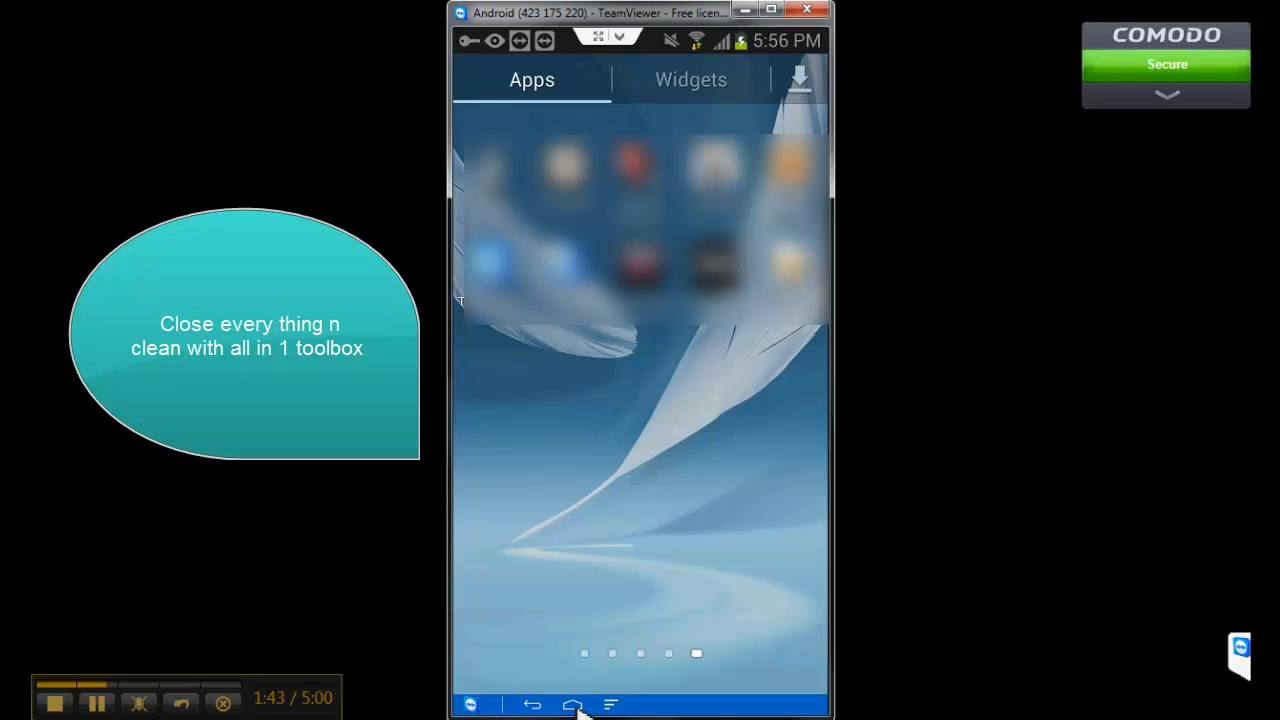 Android (423 175 220) - TeamViewer - Free licen...
COMODO
Secure
5:56 PM
Apps
Widgets
Close every thing n
clean with all in 1 toolbox
T
1:43 / 5:00